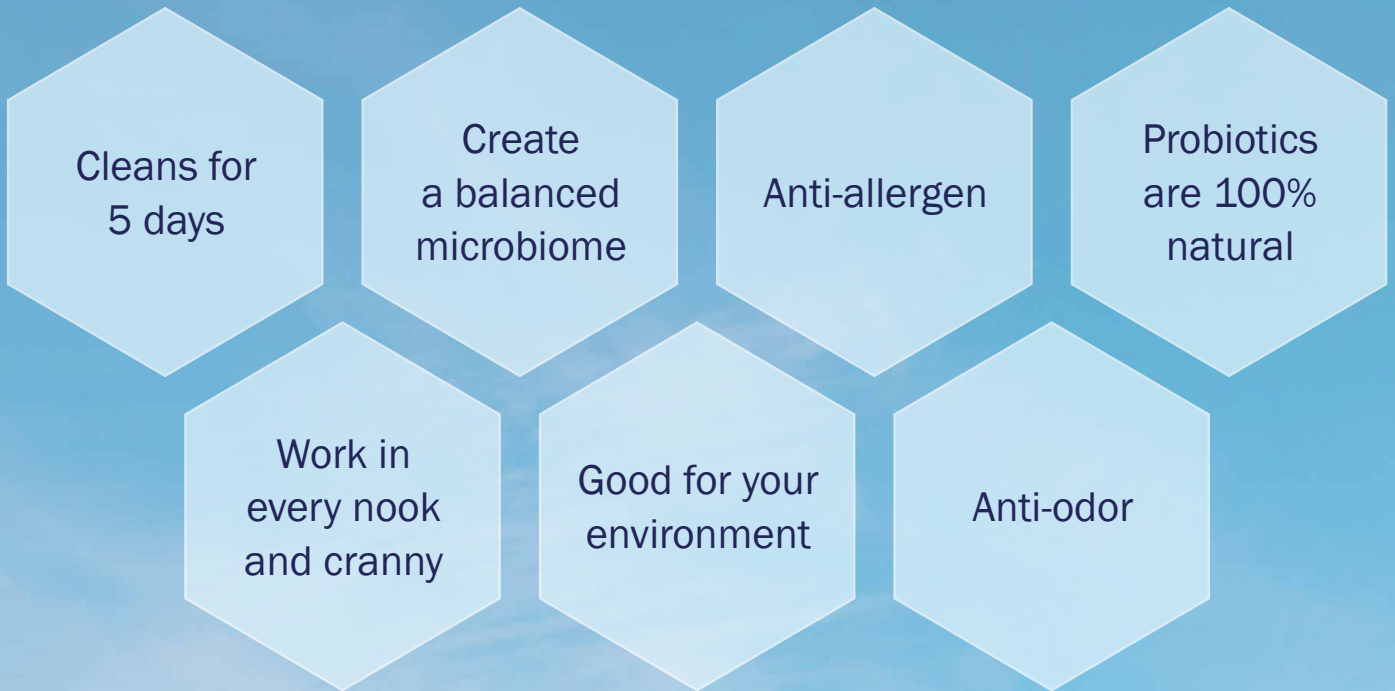 Cleans for
5 days
Create
a balanced
microbiome
Anti-allergen
Probiotics
are 100%
natural
Work in
every nook
and cranny
Good for your
environment
Anti-odor